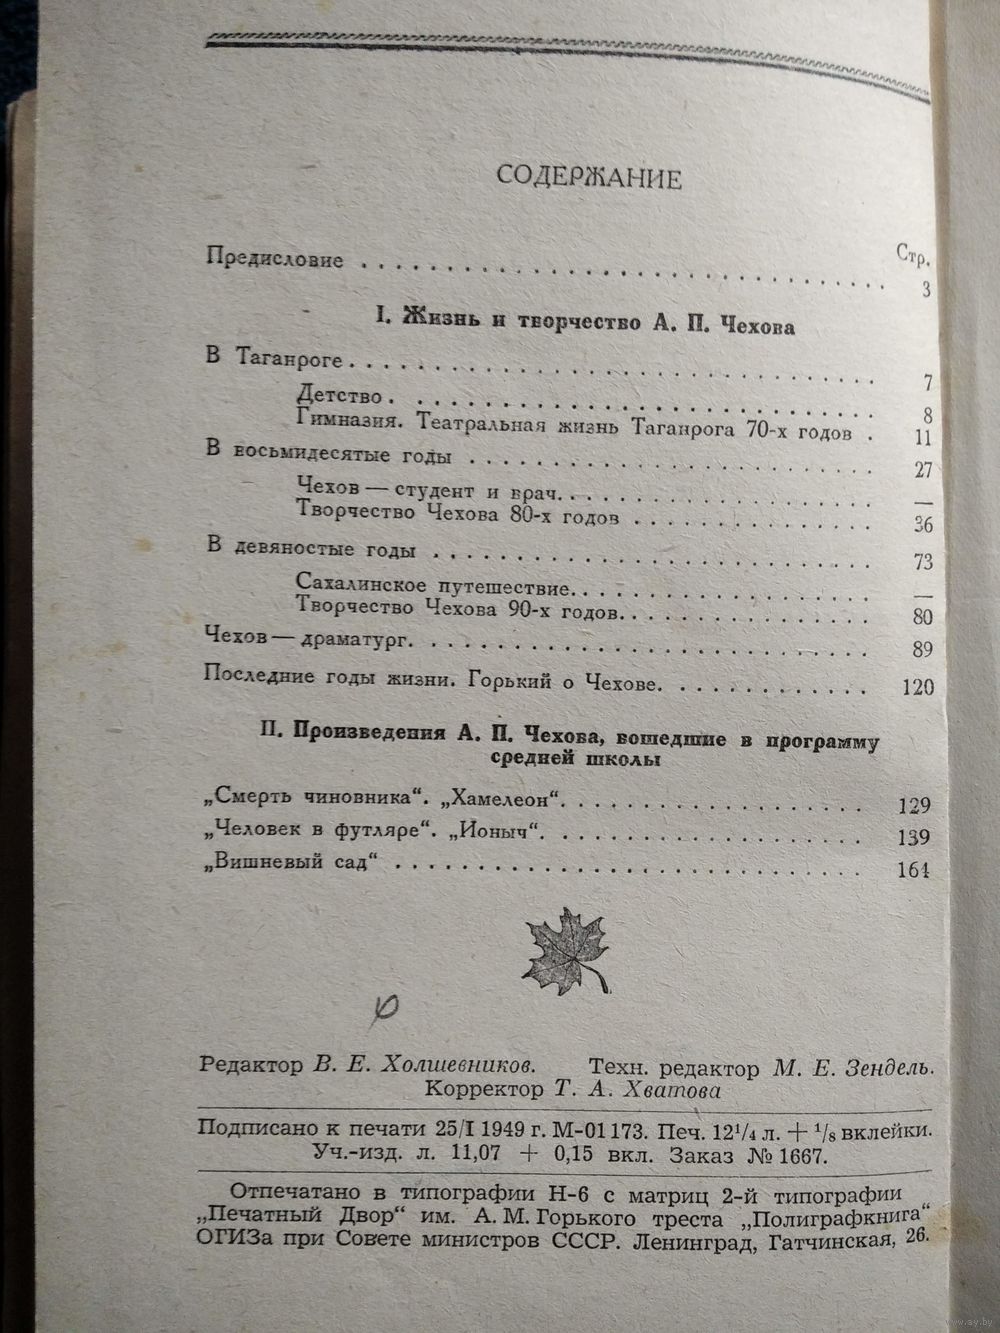 СОДЕРЖАНИЕ
Стр.
Предисловие . . . . . . . . . . . . . . . . . . . . . . . . . . . . . . . 3
I. Жизнь и творчество А. П. Чехова
В Таганроге . . . . . . . . . . . . . . . . . . . . . . . . . . . . . . . 7
Детство . . . . . . . . . . . . . . . . . . . . . . . . . . . . . 8
Гимназия. Театральная жизнь Таганрога 70-х годов . 11
В восьмидесятые годы . . . . . . . . . . . . . . . . . . . . . . . . 27
Чехов — студент и врач. . . . . . . . . . . . . . . . . . . —
Творчество Чехова 80-х годов . . . . . . . . . . . . . . . 36
В девяностые годы . . . . . . . . . . . . . . . . . . . . . . . . . . 73
Сахалинское путешествие. . . . . . . . . . . . . . . . . . —
Творчество Чехова 90-х годов. . . . . . . . . . . . . . . . 80
Чехов — драматург. . . . . . . . . . . . . . . . . . . . . . . . . . . 89
Последние годы жизни. Горький о Чехове. . . . . . . . . . . . . 120
II. Произведения А. П. Чехова, вошедшие в программу
средней школы
„Смерть чиновника“. „Хамелеон“. . . . . . . . . . . . . . . . . . . 129
„Человек в футляре“. „Ионыч“. . . . . . . . . . . . . . . . . . . . 139
„Вишневый сад“ . . . . . . . . . . . . . . . . . . . . . . . . . . . . 164
Редактор В. Е. Холшевников. Техн. редактор М. Е. Зендель.
Корректор Т. А. Хватова
Подписано к печати 25/I 1949 г. М-01173. Печ. 12¹/₄ л. + ¹/₈ вклейки.
Уч.-изд. л. 11,07 + 0,15 вкл. Заказ № 1667.
Отпечатано в типографии Н-6 с матриц 2-й типографии
„Печатный Двор“ им. А. М. Горького треста „Полиграфкнига“
ОГИЗа при Совете министров СССР. Ленинград, Гатчинская, 26.
www.ay.by